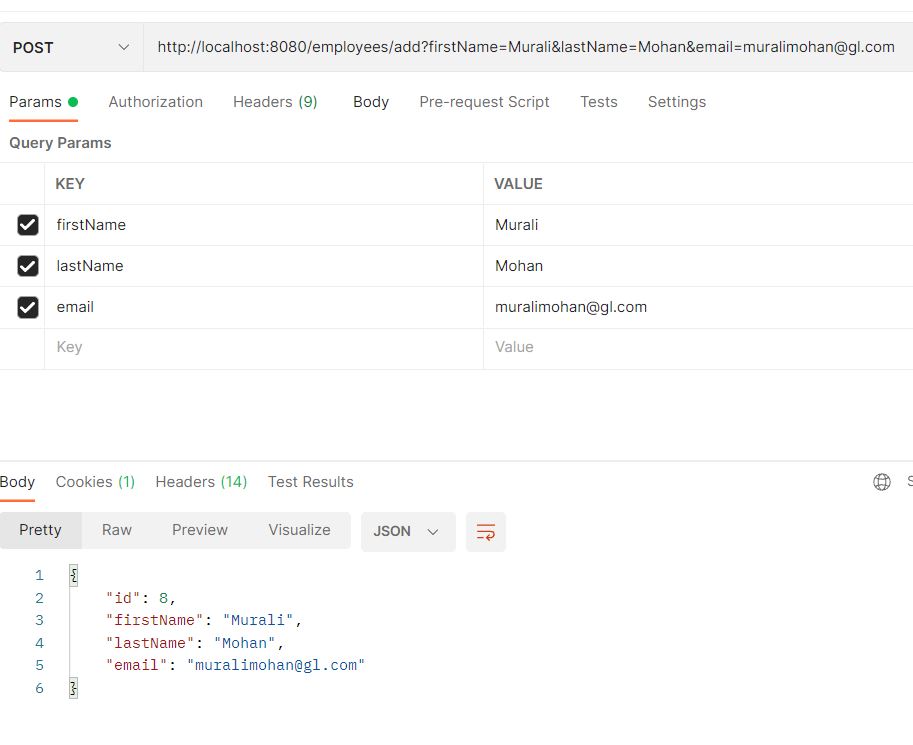 POST http://localhost:8080/employees/add?firstName=Murali&lastName=Mohan&email=muralimohan@gl.com
Params Authorization Headers (9) Body Pre-request Script Tests Settings
Query Params
KEY VALUE
firstName Murali
lastName Mohan
email muralimohan@gl.com
Key Value
Body Cookies (1) Headers (14) Test Results
Pretty Raw Preview Visualize JSON
1 {
2 "id": 8,
3 "firstName": "Murali",
4 "lastName": "Mohan",
5 "email": "muralimohan@gl.com"
6 }